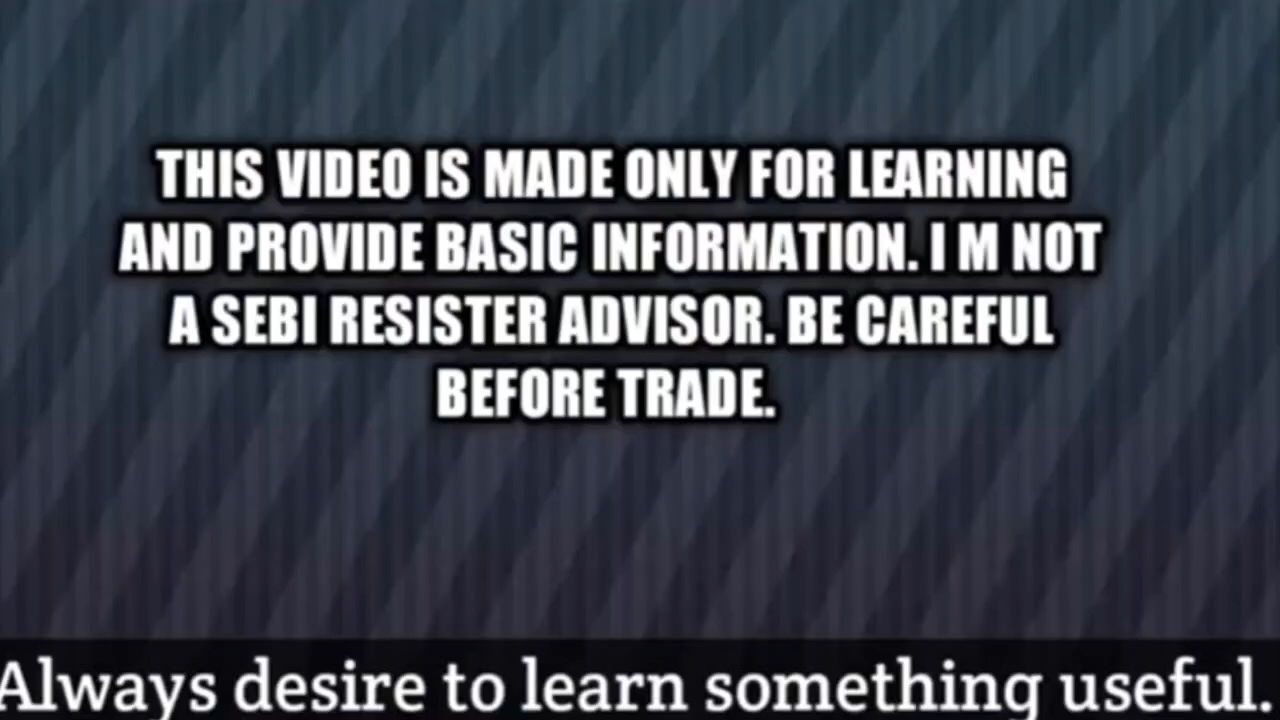 THIS VIDEO IS MADE ONLY FOR LEARNING
AND PROVIDE BASIC INFORMATION. I M NOT
A SEBI RESISTER ADVISOR. BE CAREFUL
BEFORE TRADE.
Always desire to learn something useful.